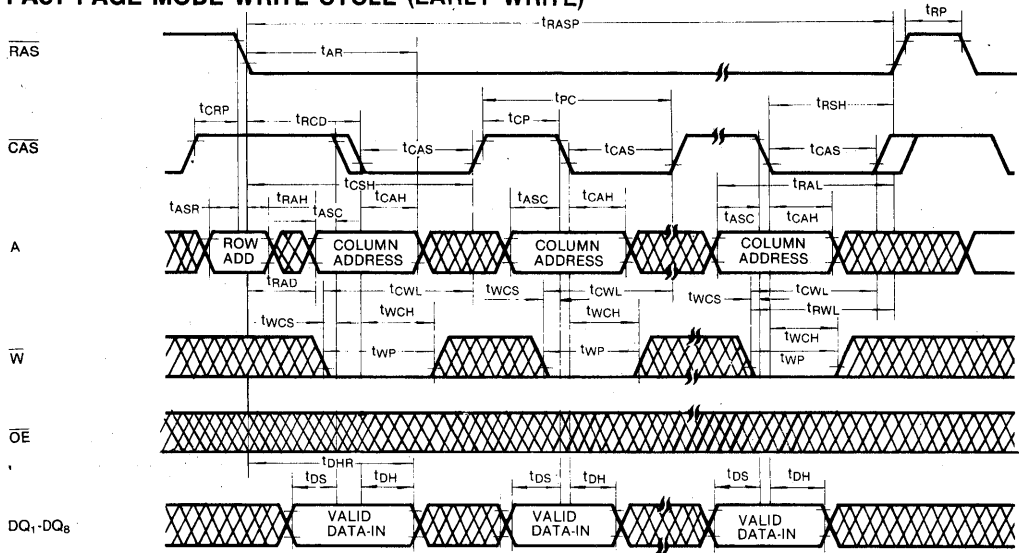 FAST PAGE MODE WRITE CYCLE (EARLY WRITE)
tRASP
tRP
RAS
tAR
tCRP
tRCD
tPC
tCP
tRSH
CAS
tCAS
tCAS
tCAS
tCSH
tRAL
tASR
tRAH
tASC
tCAH
tASC
tCAH
tASC
tCAH
A
ROW ADD
COLUMN ADDRESS
COLUMN ADDRESS
COLUMN ADDRESS
tRAD
tCWL
tWCS
tCWL
tWCS
tCWL
tRWL
tWCS
tWCH
tWCH
tWCH
tWP
tWP
tWP
W
OE
tDHR
tDS
tDH
tDS
tDH
tDS
tDH
DQ1-DQ8
VALID DATA-IN
VALID DATA-IN
VALID DATA-IN